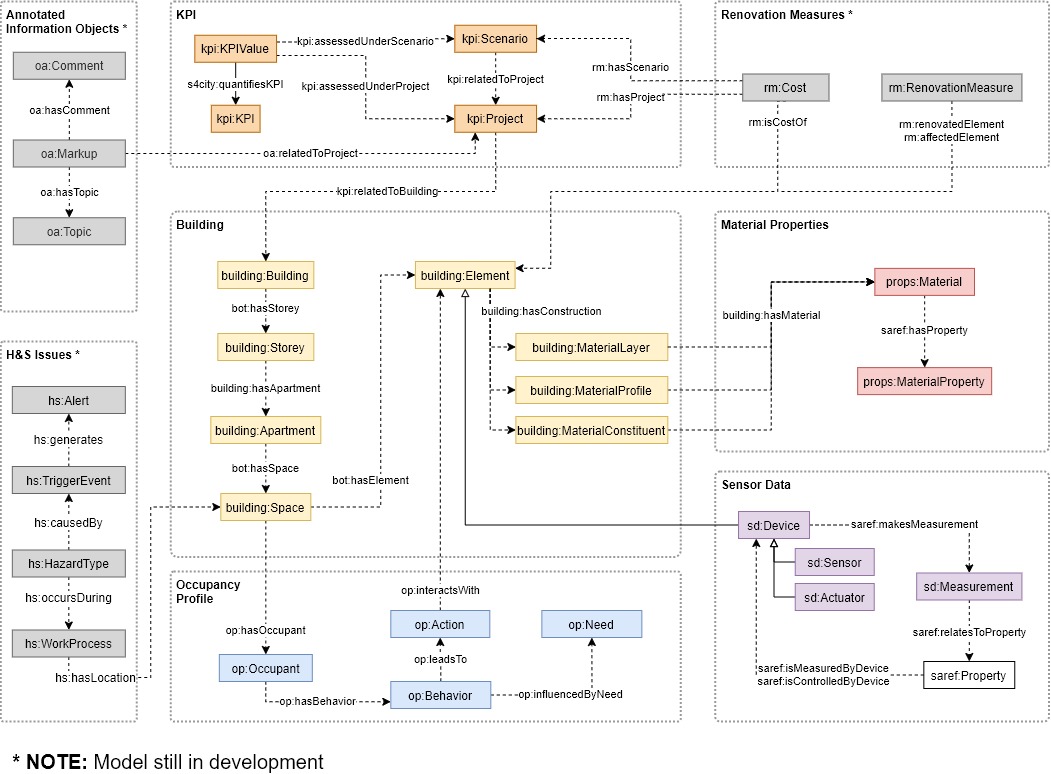 Annotated
Information Objects *
oa:Comment
oa:hasComment
oa:Markup
oa:hasTopic
oa:Topic
oa:relatedToProject
KPI
kpi:KPIValue
kpi:assessedUnderScenario
kpi:Scenario
s4city:quantifiesKPI
kpi:assessedUnderProject
kpi:relatedToProject
kpi:KPI
kpi:Project
kpi:relatedToBuilding
Renovation Measures *
rm:hasScenario
rm:hasProject
rm:Cost
rm:RenovationMeasure
rm:isCostOf
rm:renovatedElement
rm:affectedElement
H&S Issues *
hs:Alert
hs:generates
hs:TriggerEvent
hs:causedBy
hs:HazardType
hs:occursDuring
hs:WorkProcess
hs:hasLocation
Building
building:Building
bot:hasStorey
building:Storey
building:hasApartment
building:Apartment
bot:hasSpace
building:Space
bot:hasElement
building:Element
building:hasConstruction
building:MaterialLayer
building:MaterialProfile
building:MaterialConstituent
building:hasMaterial
Material Properties
props:Material
saref:hasProperty
props:MaterialProperty
Occupancy
Profile
op:hasOccupant
op:Occupant
op:hasBehavior
op:interactsWith
op:Action
op:leadsTo
op:Behavior
op:Need
op:influencedByNeed
Sensor Data
sd:Device
saref:makesMeasurement
sd:Sensor
sd:Actuator
sd:Measurement
saref:relatesToProperty
saref:isMeasuredByDevice
saref:isControlledByDevice
saref:Property
* NOTE: Model still in development